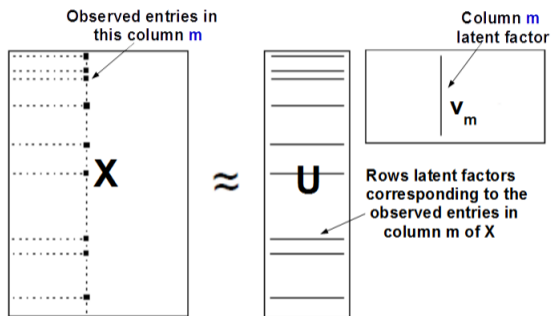 Observed entries in
this column m
Column m
latent factor
X
≈
U
v
m
Rows latent factors
corresponding to the
observed entries in
column m of X